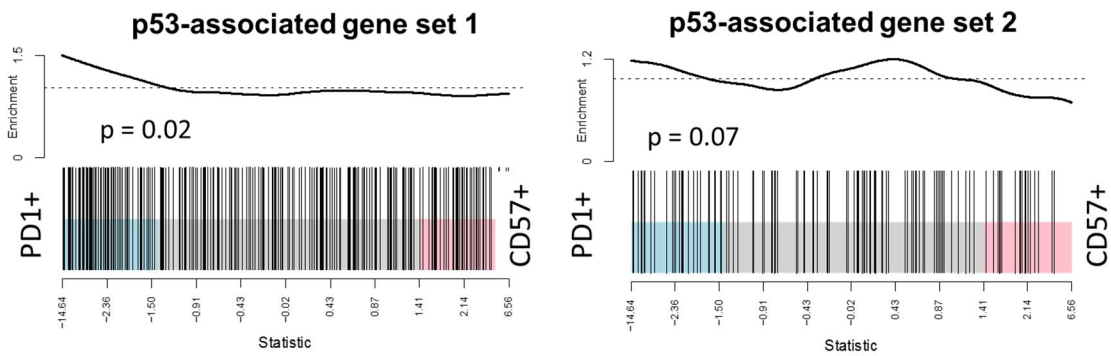 p53-associated gene set 1
1.5
Enrichment
0
p = 0.02
PD1+
CD57+
−14.64
−2.36
−1.50
−0.91
−0.43
−0.02
0.43
0.87
1.41
2.14
6.56
Statistic
p53-associated gene set 2
1.2
Enrichment
0
p = 0.07
PD1+
CD57+
−14.64
−2.36
−1.50
−0.91
−0.43
−0.02
0.43
0.87
1.41
2.14
6.56
Statistic